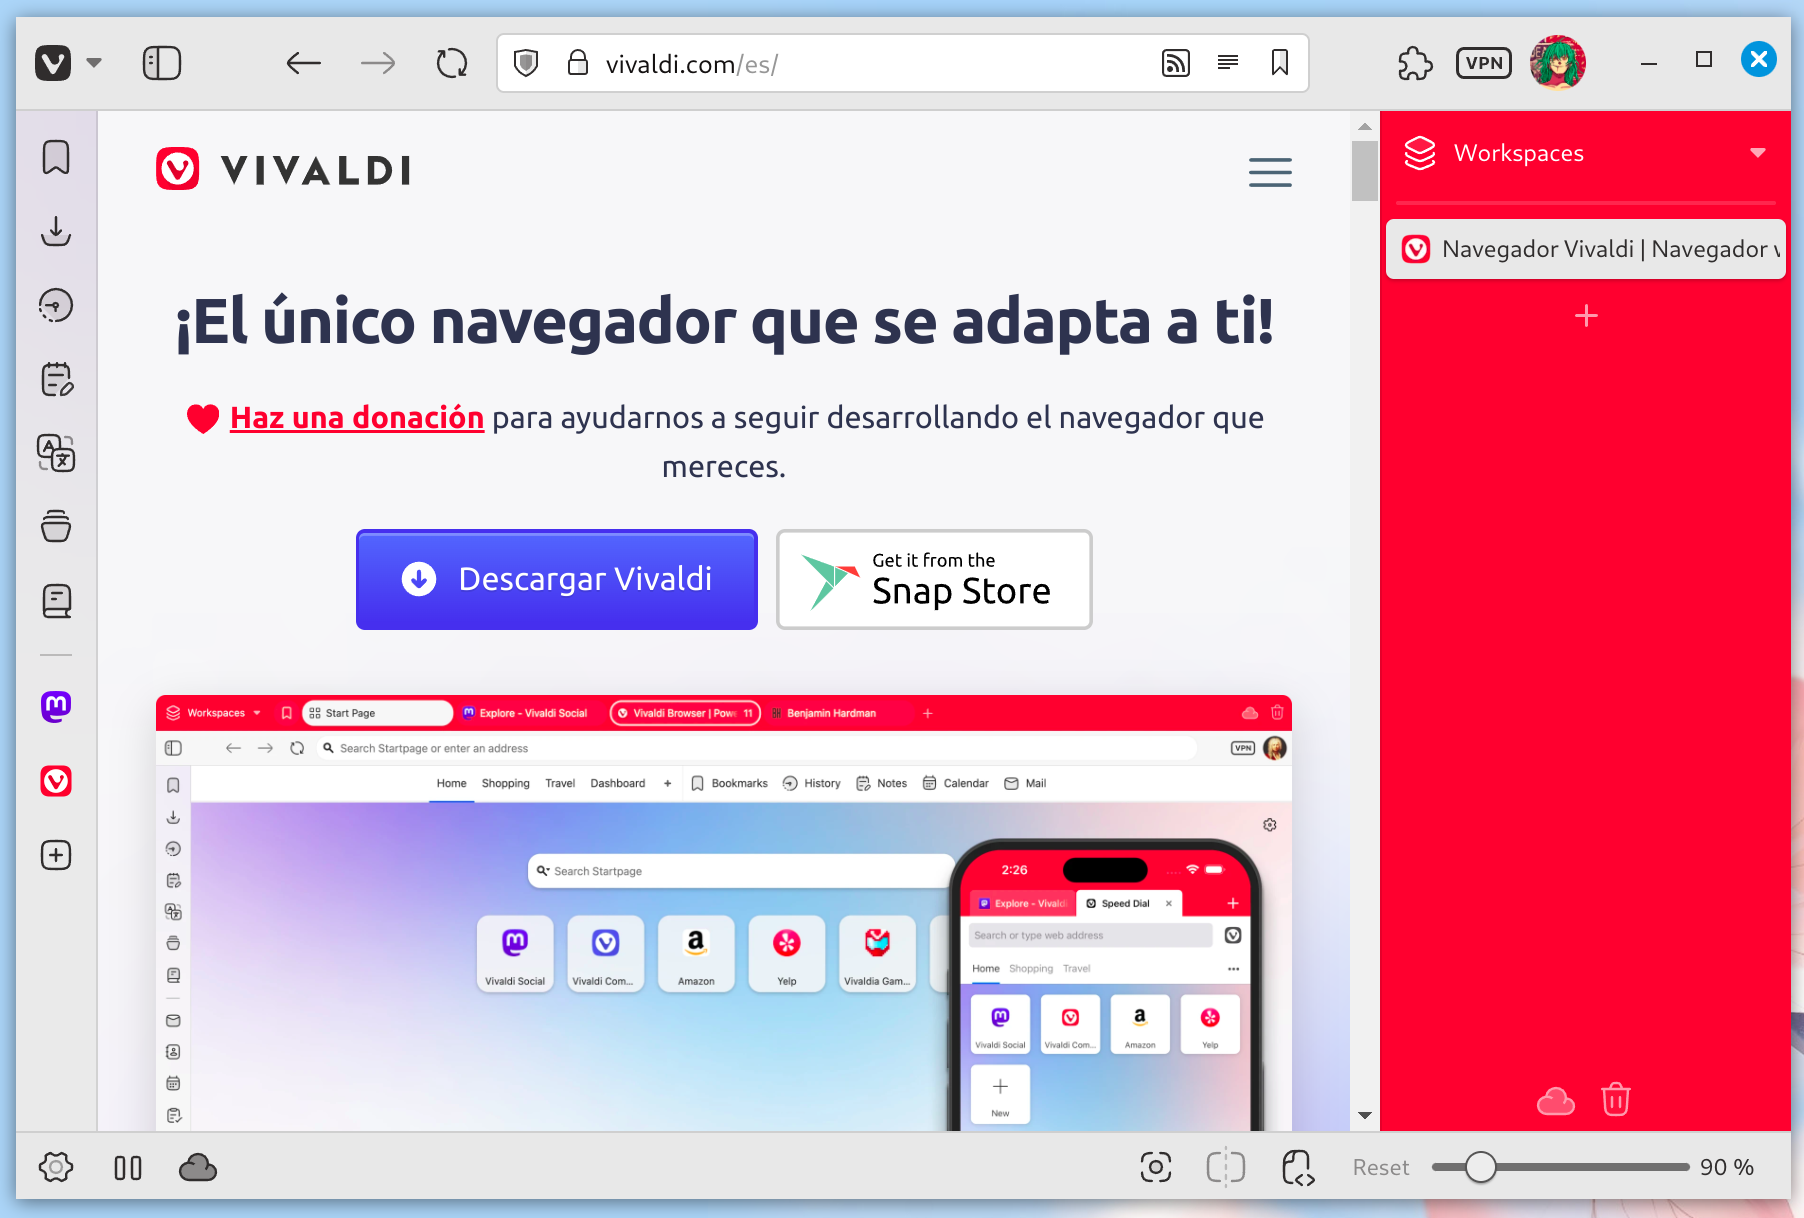 vivaldi.com/es/
VPN
Workspaces
Navegador Vivaldi | Navegador
VIVALDI
¡El único navegador que se adapta a ti!
Haz una donación para ayudarnos a seguir desarrollando el navegador que
mereces.
Descargar Vivaldi
Get it from the
Snap Store
Workspaces
Start Page
Explore - Vivaldi Social
Vivaldi Browser | Pow
11
Benjamin Hardman
Search Startpage or enter an address
VPN
Home
Shopping
Travel
Dashboard
Bookmarks
History
Notes
Calendar
Mail
Search Startpage
Vivaldi Social
Vivaldi Com...
a
Amazon
Yelp
Vivaldia Gam...
2:26
Explore - Vivaldi
Speed Dial
Search or type web address
Home
Shopping
Travel
Vivaldi Social
Vivaldi Com...
a
Amazon
Yelp
New
Reset
90 %